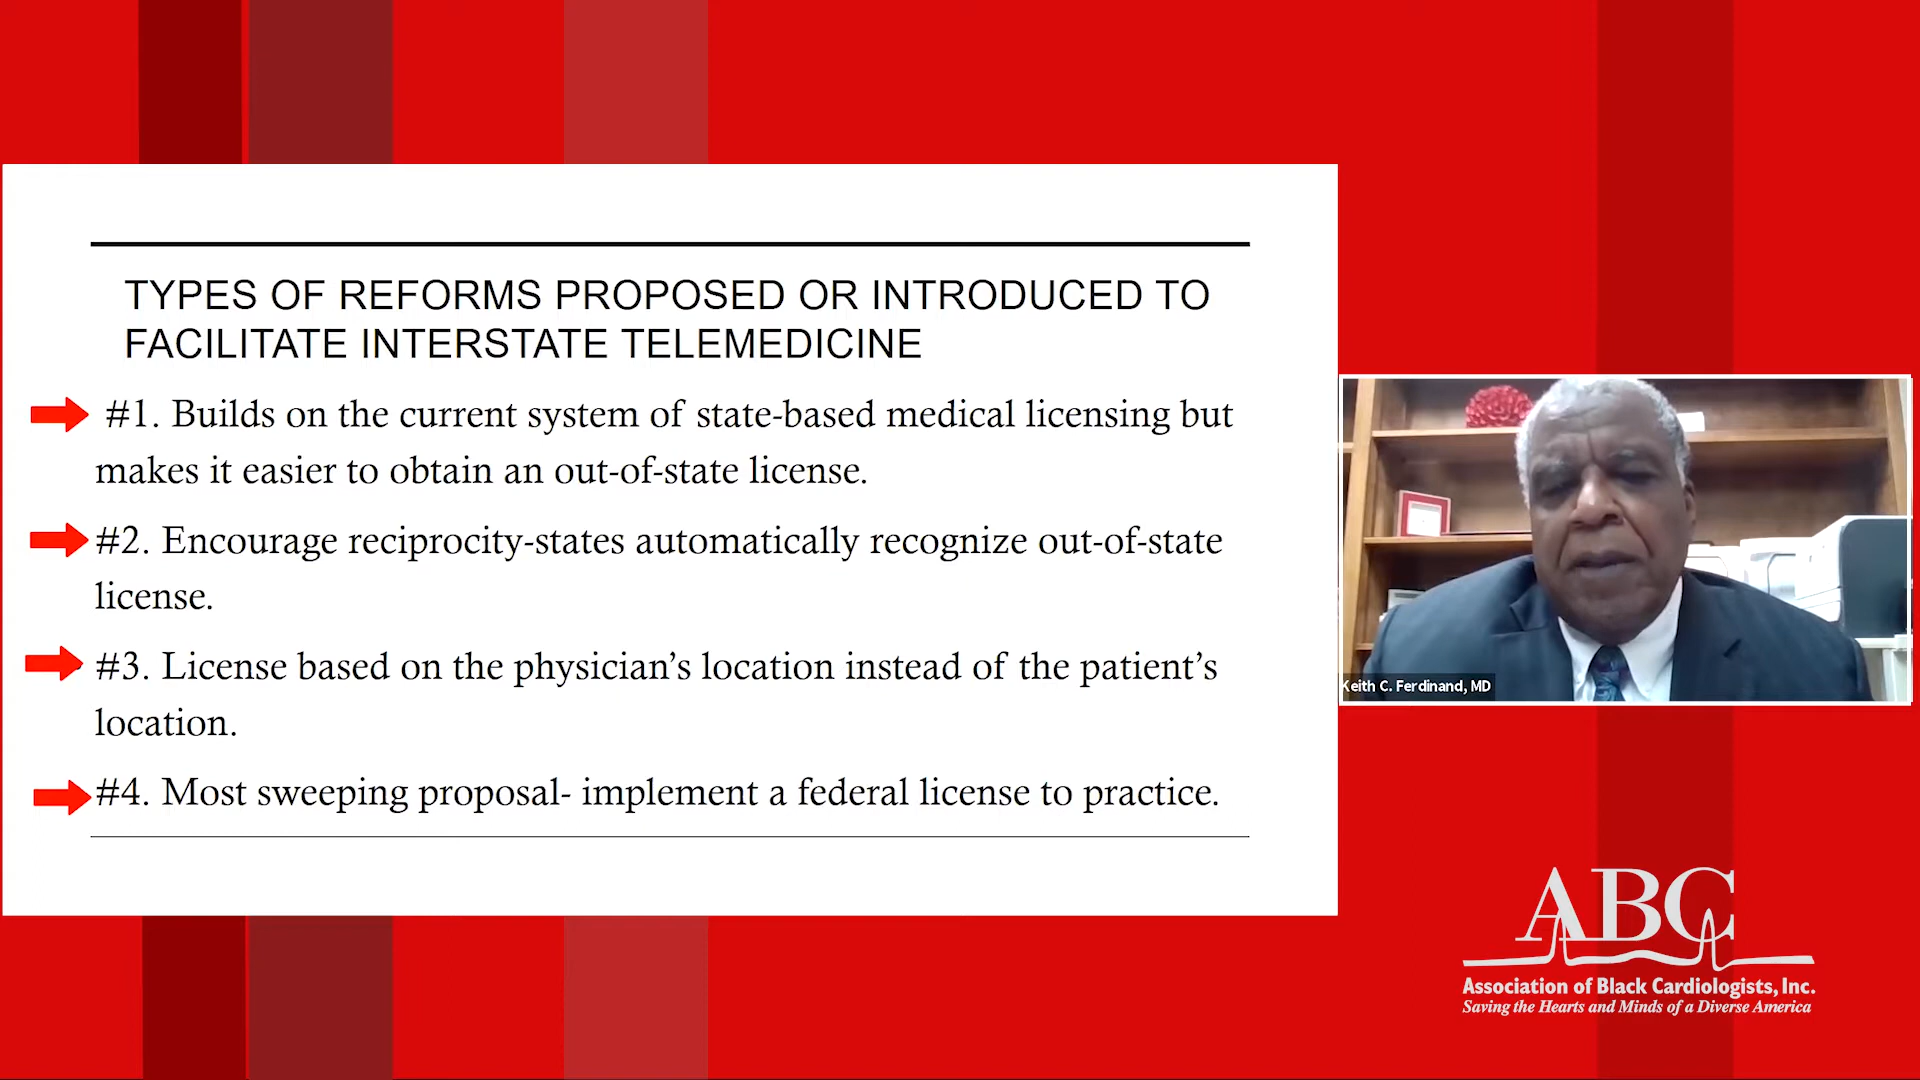 TYPES OF REFORMS PROPOSED OR INTRODUCED TO
FACILITATE INTERSTATE TELEMEDICINE
#1. Builds on the current system of state-based medical licensing but
makes it easier to obtain an out-of-state license.
#2. Encourage reciprocity-states automatically recognize out-of-state
license.
#3. License based on the physician’s location instead of the patient’s
location.
#4. Most sweeping proposal- implement a federal license to practice.
Keith C. Ferdinand, MD
ABC
Association of Black Cardiologists, Inc.
Saving the Hearts and Minds of a Diverse America